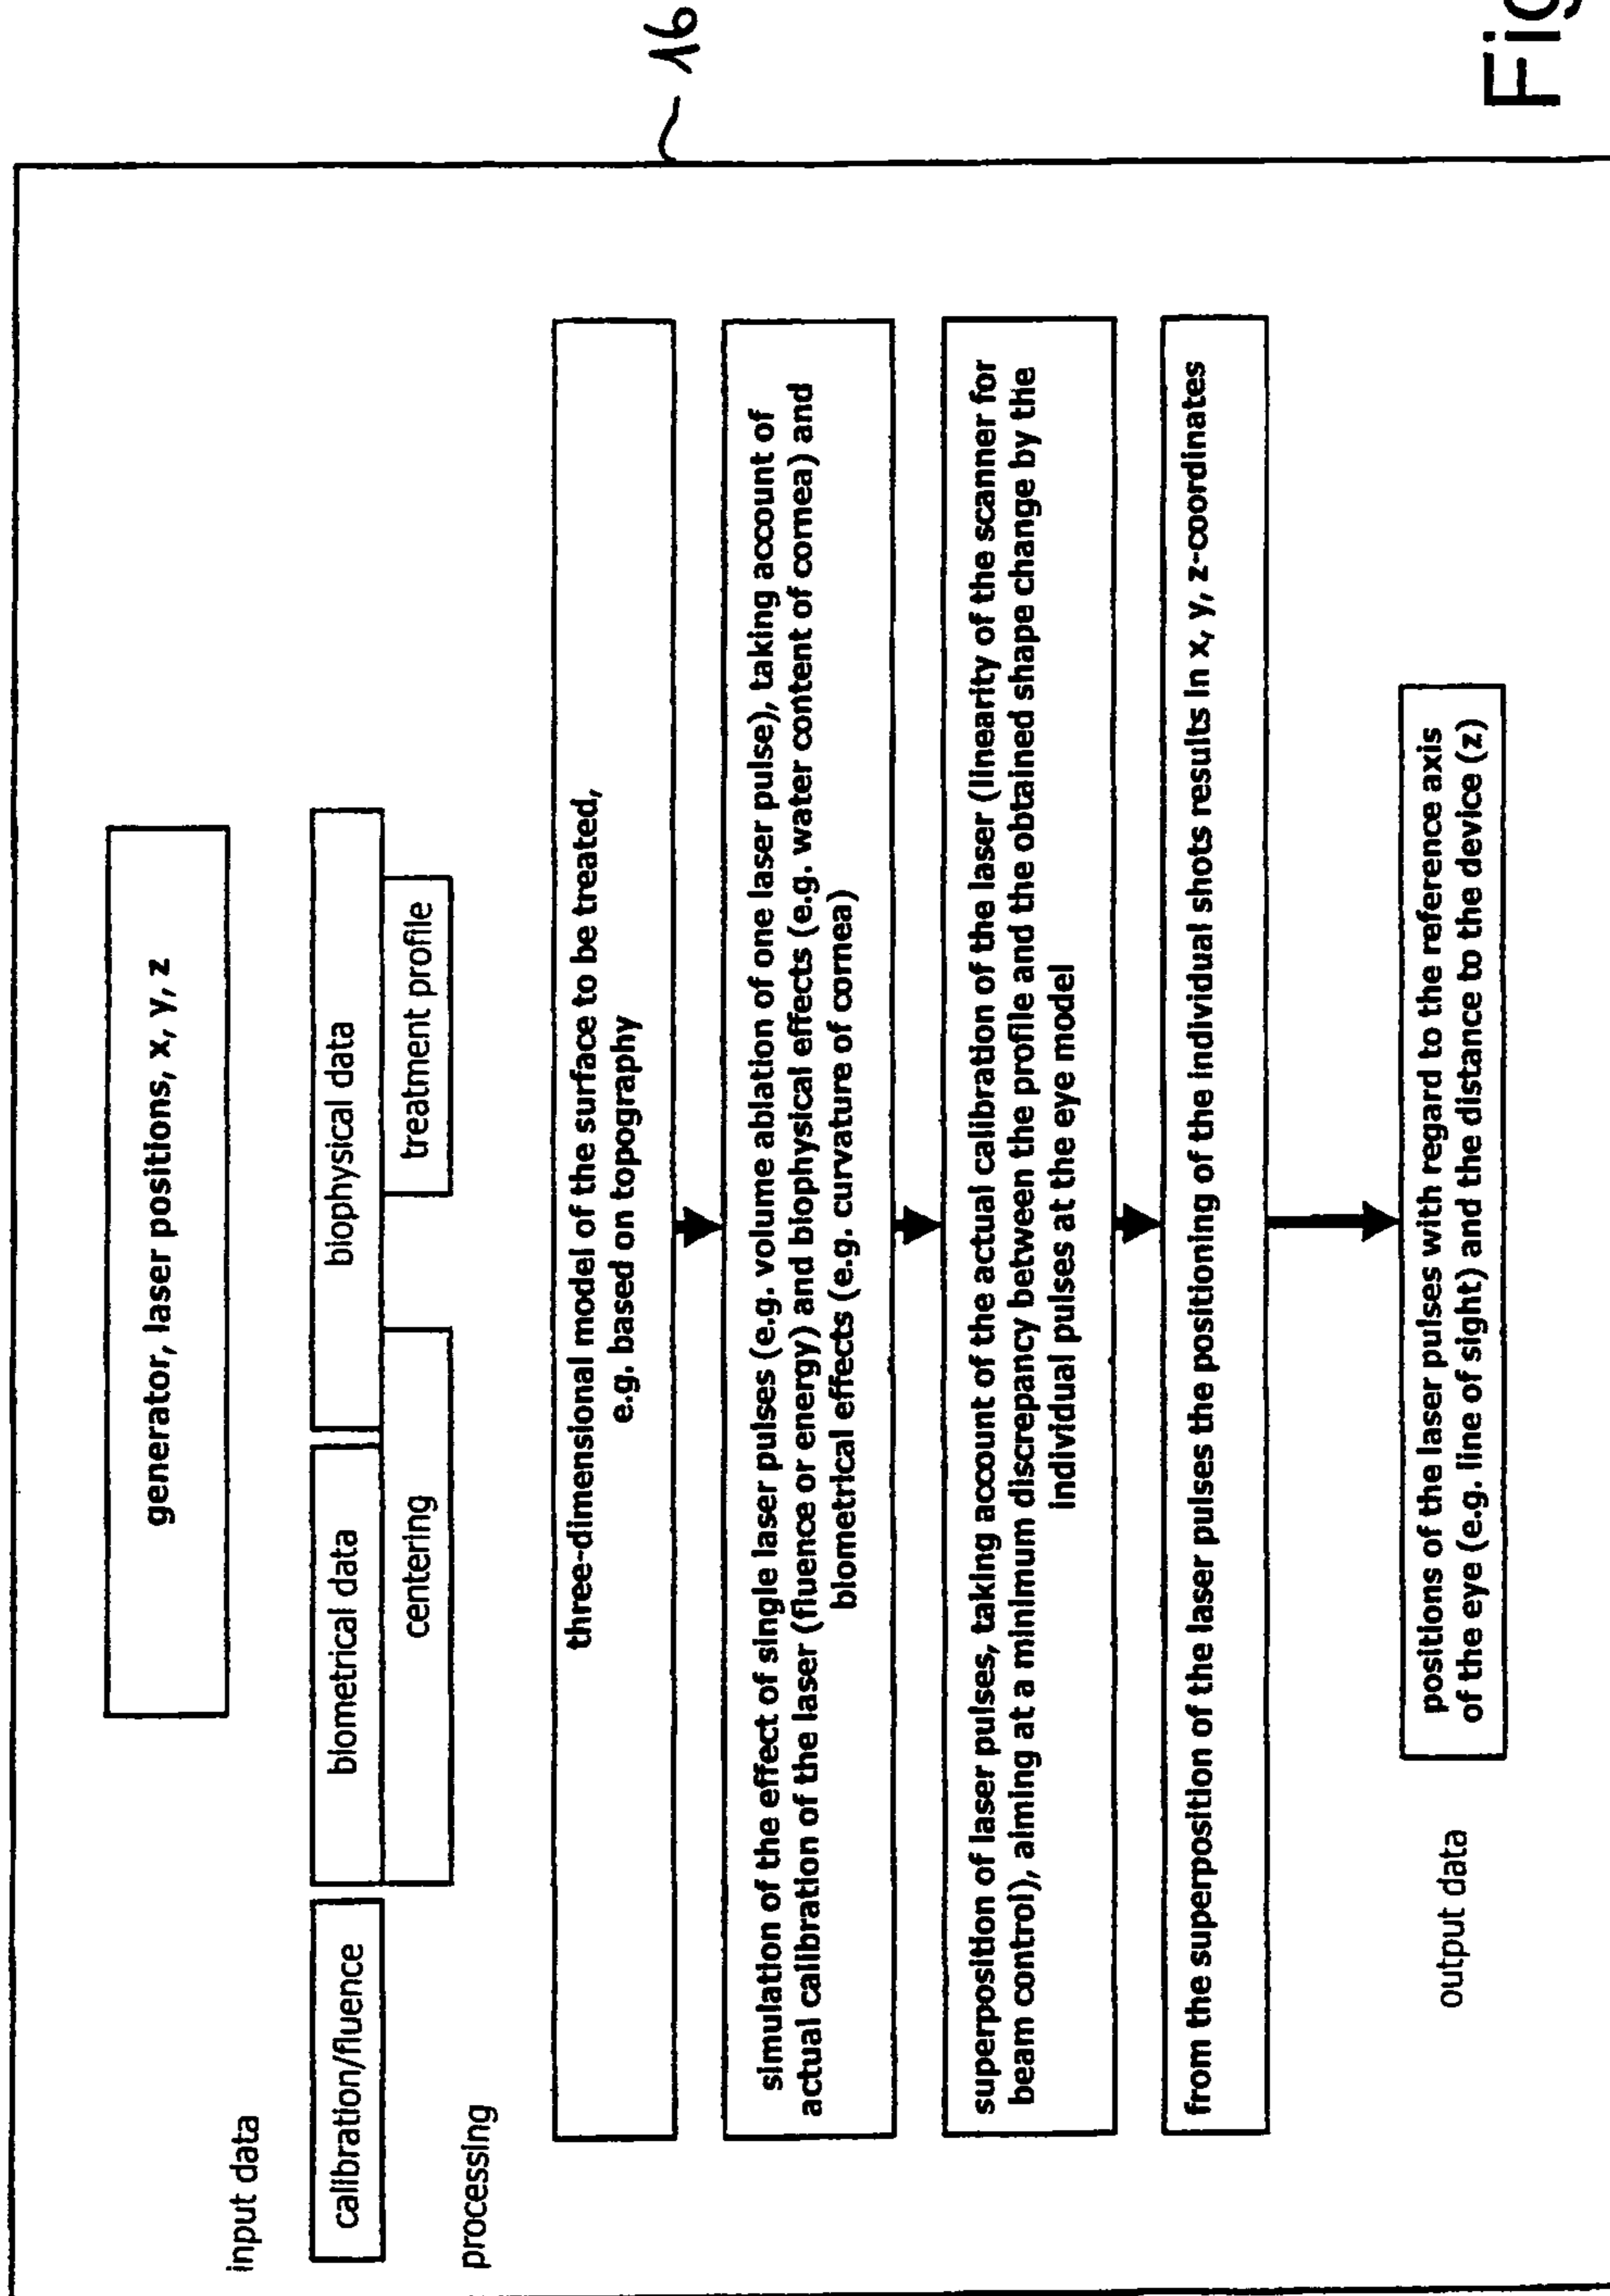 16
generator, laser positions, x, y, z
input data
calibration/fluence
biometrical data
biophysical data
centering
treatment profile
processing
three-dimensional model of the surface to be treated,
e.g. based on topography
simulation of the effect of single laser pulses (e.g. volume ablation of one laser pulse), taking account of
actual calibration of the laser (fluence or energy) and biophysical effects (e.g. water content of cornea) and
biometrical effects (e.g. curvature of cornea)
superposition of laser pulses, taking account of the actual calibration of the laser (linearity of the scanner for
beam control), aiming at a minimum discrepancy between the profile and the obtained shape change by the
individual pulses at the eye model
from the superposition of the laser pulses the positioning of the individual shots results in x, y, z-coordinates
output data
positions of the laser pulses with regard to the reference axis
of the eye (e.g. line of sight) and the distance to the device (z)
Fig